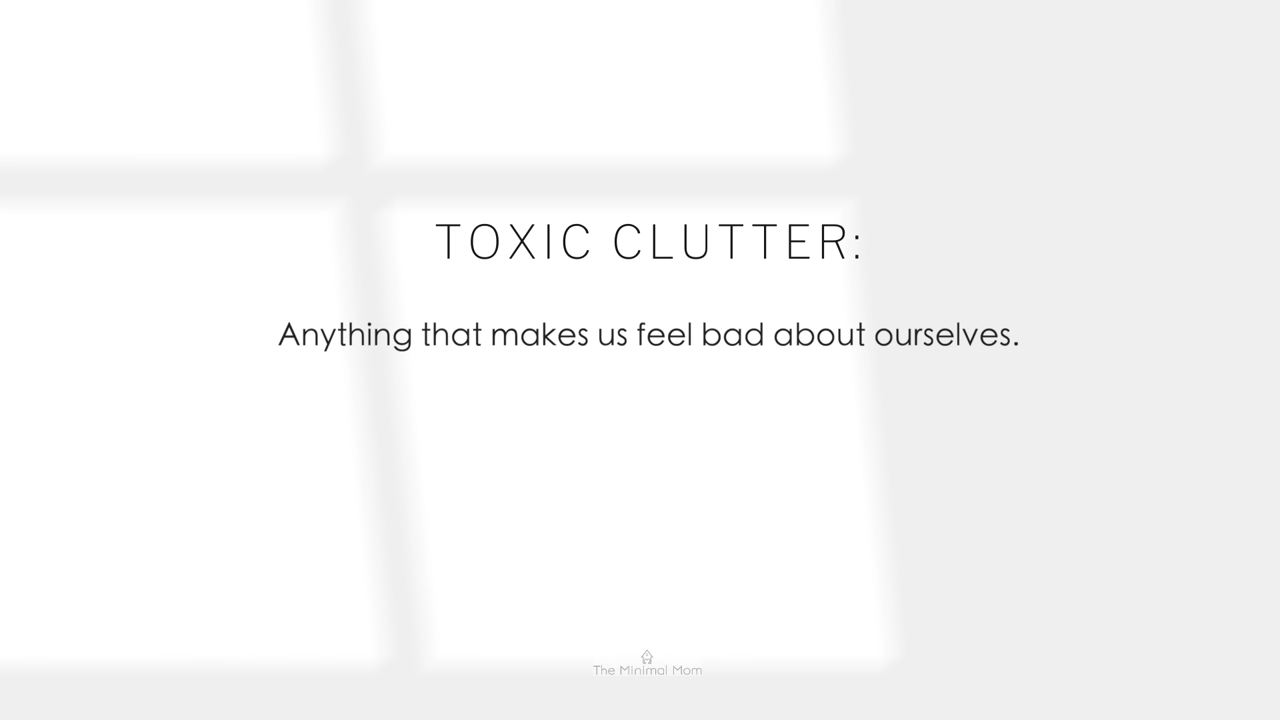 TOXIC CLUTTER:
Anything that makes us feel bad about ourselves.
The Minimal Mom